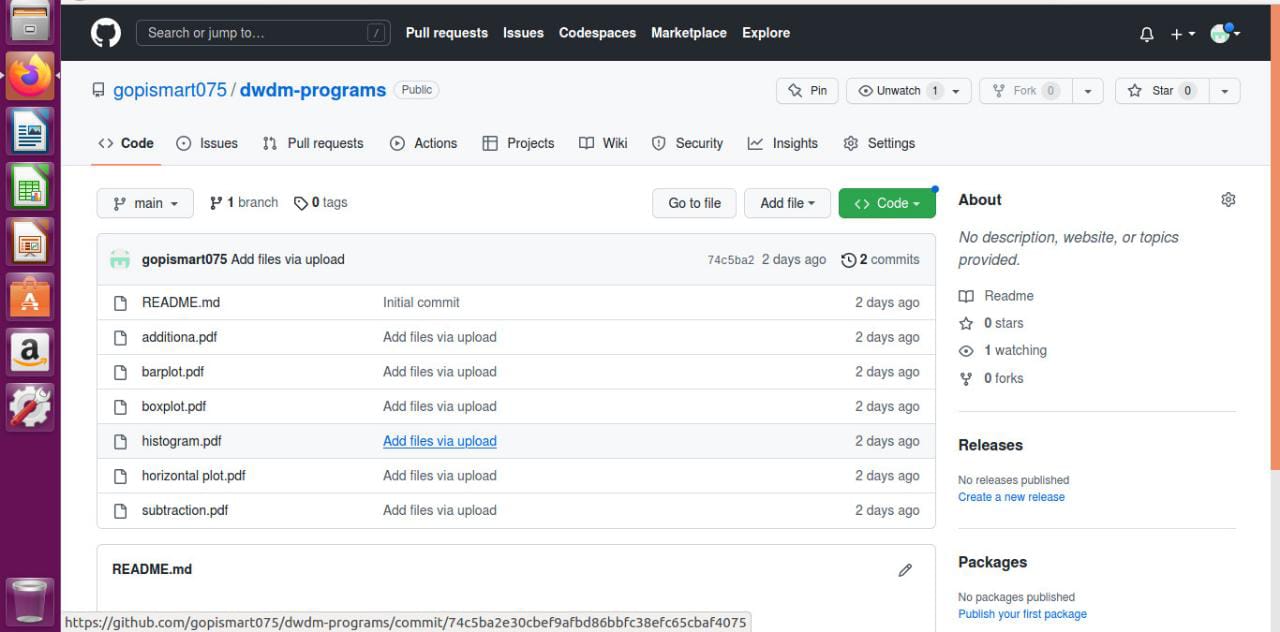 Search or jump to… / Pull requests Issues Codespaces Marketplace Explore
gopismart075 / dwdm-programs Public Pin Unwatch 1 Fork 0 Star 0
Code Issues Pull requests Actions Projects Wiki Security Insights Settings
main 1 branch 0 tags Go to file Add file Code
gopismart075 Add files via upload 74c5ba2 2 days ago 2 commits
README.md Initial commit 2 days ago
additiona.pdf Add files via upload 2 days ago
barplot.pdf Add files via upload 2 days ago
boxplot.pdf Add files via upload 2 days ago
histogram.pdf Add files via upload 2 days ago
horizontal plot.pdf Add files via upload 2 days ago
subtraction.pdf Add files via upload 2 days ago
README.md
About
No description, website, or topics
provided.
Readme
0 stars
1 watching
0 forks
Releases
No releases published
Create a new release
Packages
No packages published
Publish your first package
https://github.com/gopismart075/dwdm-programs/commit/74c5ba2e30cbef9afbd86bbfc38efc65cbaf4075